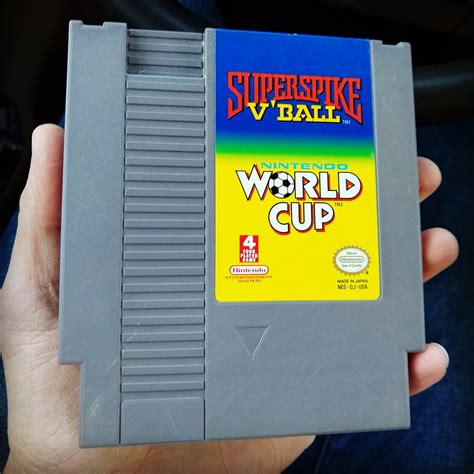 SUPERSPIKE
V'BALL TM
NINTENDO
WORLD
CUP TM
4
FOUR
PLAYER
GAME
Nintendo
ENTERTAINMENT
SYSTEM
Nintendo
Seal of Quality
MADE IN JAPAN
NES-OJ-USA